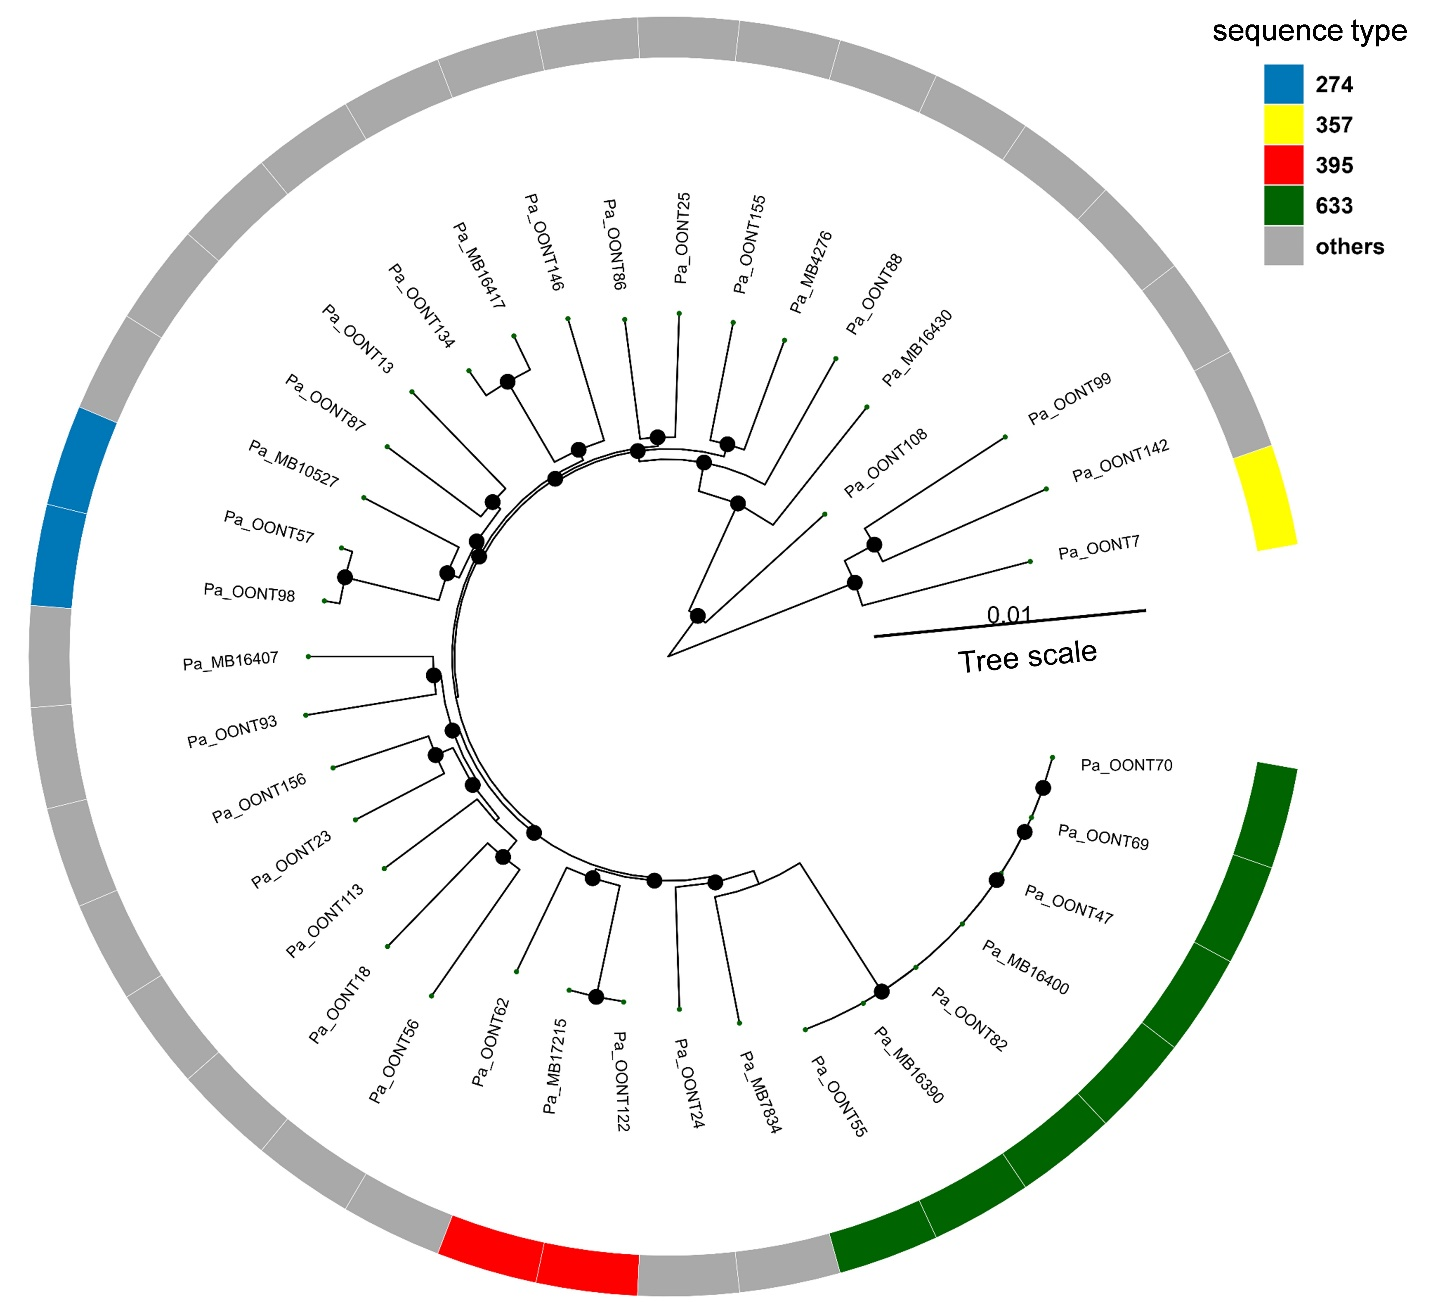 sequence type
274
357
395
633
others
Pa_OONT99
Pa_OONT142
Pa_OONT7
0.01
Tree scale
Pa_OONT108
Pa_MB16430
Pa_OONT88
Pa_MB4276
Pa_OONT155
Pa_OONT25
Pa_OONT86
Pa_OONT146
Pa_MB16417
Pa_OONT134
Pa_OONT13
Pa_OONT87
Pa_MB10527
Pa_OONT57
Pa_OONT98
Pa_MB16407
Pa_OONT93
Pa_OONT156
Pa_OONT23
Pa_OONT113
Pa_OONT18
Pa_OONT56
Pa_OONT62
Pa_MB17215
Pa_OONT122
Pa_OONT24
Pa_MB7834
Pa_OONT55
Pa_MB16390
Pa_OONT82
Pa_MB16400
Pa_OONT47
Pa_OONT69
Pa_OONT70